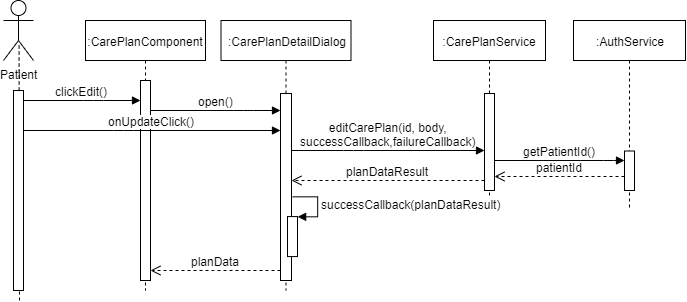 :CarePlanComponent
:CarePlanDetailDialog
:CarePlanService
:AuthService
Patient
clickEdit()
open()
onUpdateClick()
editCarePlan(id, body,
successCallback,failureCallback)
getPatientId()
patientId
planDataResult
successCallback(planDataResult)
planData